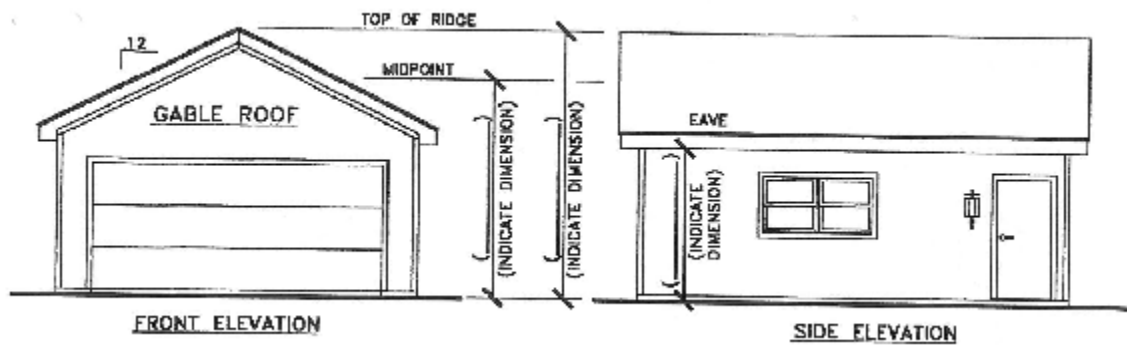 TOP OF RIDGE
12
MIDPOINT
GABLE ROOF
EAVE
(INDICATE DIMENSION)
(INDICATE DIMENSION)
(INDICATE
DIMENSION)
FRONT ELEVATION
SIDE ELEVATION